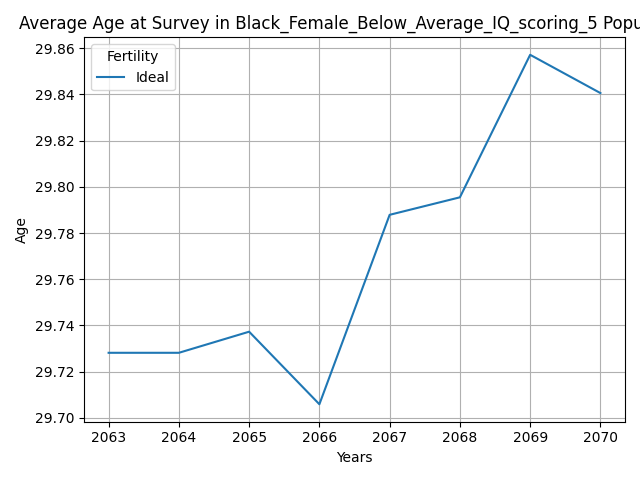 Average Age at Survey in Black_Female_Below_Average_IQ_scoring_5 Popu
Fertility
Ideal
29.86
29.84
29.82
29.80
29.78
29.76
29.74
29.72
29.70
Age
2063 2064 2065 2066 2067 2068 2069 2070
Years